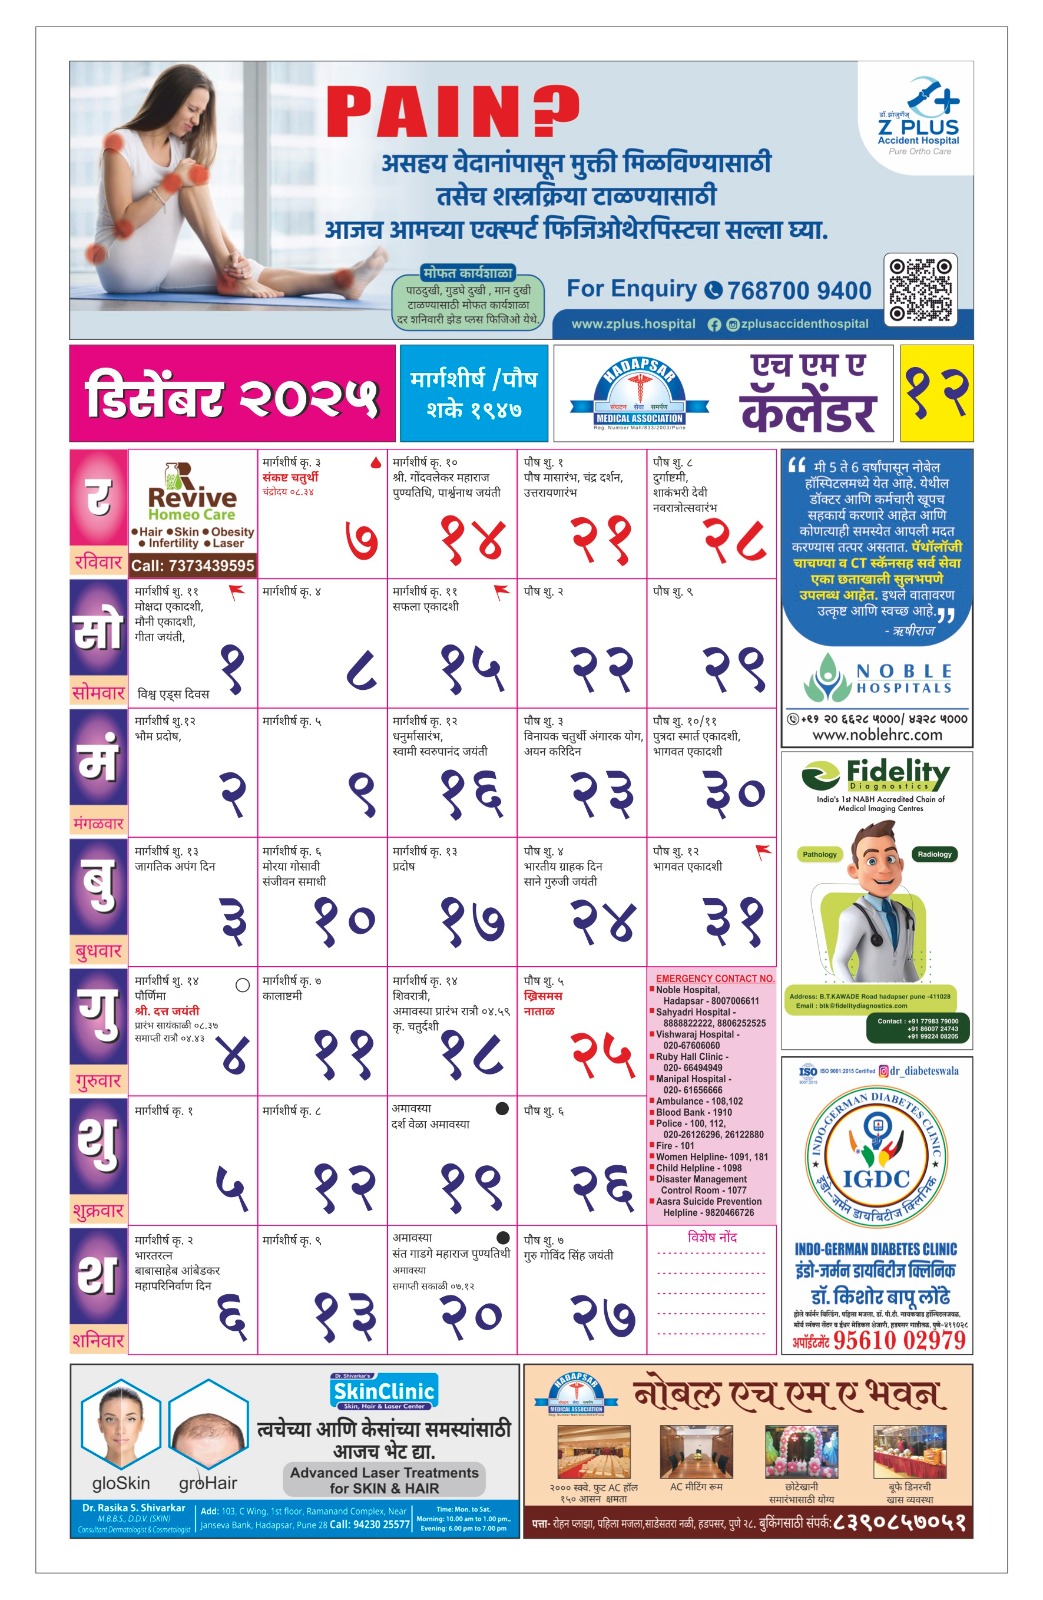 PAIN?
असहय वेदानांपासून मुक्ती मिळविण्यासाठी
तसेच शस्त्रक्रिया टाळण्यासाठी
आजच आमच्या एक्स्पर्ट फिजिओथेरपिस्टचा सल्ला घ्या.
डॉ. झोजुर्णेज्
Z PLUS
Accident Hospital
Pure Ortho Care
मोफत कार्यशाळा
पाठदुखी, गुडघे दुखी , मान दुखी
टाळण्यासाठी मोफत कार्यशाळा
दर शनिवारी झेड प्लस फिजिओ येथे.
For Enquiry 768700 9400
www.zplus.hospital zplusaccidenthospital
डिसेंबर २०२५
मार्गशीर्ष /पौष
शके १९४७
HADAPSAR
संघटन सेवा समर्पण
MEDICAL ASSOCIATION
Reg. Number Mah/833/2003/Pune
एच एम ए
कॅलेंडर
१२
र
रविवार
Revive
Homeo Care
•Hair •Skin •Obesity
•Infertility •Laser
Call: 7373439595
मार्गशीर्ष कृ. ३
संकष्ट चतुर्थी
चंद्रोदय ०८.३४
७
मार्गशीर्ष कृ. १०
श्री. गोंदवलेकर महाराज
पुण्यतिथि, पार्श्वनाथ जयंती
१४
पौष शु. १
पौष मासारंभ, चंद्र दर्शन,
उत्तरायणारंभ
२१
पौष शु. ८
दुर्गाष्टमी,
शाकंभरी देवी
नवरात्रोत्सवारंभ
२८
सो
सोमवार
मार्गशीर्ष शु. ११
मोक्षदा एकादशी,
मौनी एकादशी,
गीता जयंती,
विश्व एड्स दिवस
१
मार्गशीर्ष कृ. ४
८
मार्गशीर्ष कृ. ११
सफला एकादशी
१५
पौष शु. २
२२
पौष शु. ९
२९
मं
मंगळवार
मार्गशीर्ष शु.१२
भौम प्रदोष,
२
मार्गशीर्ष कृ. ५
९
मार्गशीर्ष कृ. १२
धनुर्मासारंभ,
स्वामी स्वरुपानंद जयंती
१६
पौष शु. ३
विनायक चतुर्थी अंगारक योग,
अयन करिदिन
२३
पौष शु. १०/११
पुत्रदा स्मार्त एकादशी,
भागवत एकादशी
३०
बु
बुधवार
मार्गशीर्ष शु. १३
जागतिक अपंग दिन
३
मार्गशीर्ष कृ. ६
मोरया गोसावी
संजीवन समाधी
१०
मार्गशीर्ष कृ. १३
प्रदोष
१७
पौष शु. ४
भारतीय ग्राहक दिन
साने गुरुजी जयंती
२४
पौष शु. १२
भागवत एकादशी
३१
गु
गुरुवार
मार्गशीर्ष शु. १४
पौर्णिमा
श्री. दत्त जयंती
प्रारंभ सायंकाळी ०८.३७
समाप्ती रात्री ०४.४३
४
मार्गशीर्ष कृ. ७
कालाष्टमी
११
मार्गशीर्ष कृ. १४
शिवरात्री,
अमावस्या प्रारंभ रात्रौ ०४.५९
कृ. चतुर्दशी
१८
पौष शु. ५
ख्रिसमस
नाताळ
२५
EMERGENCY CONTACT NO.
Noble Hospital,
Hadapsar - 8007006611
Sahyadri Hospital -
8888822222, 8806252525
Vishwaraj Hospital -
020-67606060
Ruby Hall Clinic -
020- 66494949
Manipal Hospital -
020- 61656666
Ambulance - 108,102
Blood Bank - 1910
Police - 100, 112,
020-26126296, 26122880
Fire - 101
Women Helpline- 1091, 181
Child Helpline - 1098
Disaster Management
Control Room - 1077
Aasra Suicide Prevention
Helpline - 9820466726
शु
शुक्रवार
मार्गशीर्ष कृ. १
५
मार्गशीर्ष कृ. ८
१२
अमावस्या
दर्श वेळा अमावस्या
१९
पौष शु. ६
२६
श
शनिवार
मार्गशीर्ष कृ. २
भारतरत्न
बाबासाहेब आंबेडकर
महापरिनिर्वाण दिन
६
मार्गशीर्ष कृ. ९
१३
अमावस्या
संत गाडगे महाराज पुण्यतिथी
अमावस्या
समाप्ती सकाळी ०७.१२
२०
पौष शु. ७
गुरु गोविंद सिंह जयंती
२७
विशेष नोंद
“ मी 5 ते 6 वर्षांपासून नोबेल
हॉस्पिटलमध्ये येत आहे. येथील
डॉक्टर आणि कर्मचारी खूपच
सहकार्य करणारे आहेत आणि
कोणत्याही समस्येत आपली मदत
करण्यास तत्पर असतात. पॅथॉलॉजी
चाचण्या व CT स्कॅनसह सर्व सेवा
एका छताखाली सुलभपणे
उपलब्ध आहेत. इथले वातावरण
उत्कृष्ट आणि स्वच्छ आहे.”
- ऋषीराज
NOBLE
HOSPITALS
+९१ २० ६६२८ ५०००/ ४३२८ ५०००
www.noblehrc.com
Fidelity
Diagnostics
India's 1st NABH Accredited Chain of
Medical Imaging Centres
Pathology
Radiology
Address: B.T.KAWADE Road hadapser pune -411028
Email : btk@fidelitydiagnostics.com
Contact : +91 77983 79000
+91 86007 24743
+91 99224 08205
ISO ISO 9001:2015 Certified dr_diabeteswala
INDO-GERMAN DIABETES CLINIC
IGDC
इंडो-जर्मन डायबिटीज क्लिनिक
INDO-GERMAN DIABETES CLINIC
इंडो-जर्मन डायबिटीज क्लिनिक
डॉ. किशोर बापू लोंढे
अपॉईंटमेंट 95610 02979
Dr. Shivarkar's
SkinClinic
Skin, Hair & Laser Center
त्वचेच्या आणि केसांच्या समस्यांसाठी
आजच भेट द्या.
Advanced Laser Treatments
for SKIN & HAIR
gloSkin
groHair
Dr. Rasika S. Shivarkar
M.B.B.S., D.D.V. (SKIN)
Consultant Dermatologist & Cosmetologist
Add: 103, C Wing, 1st floor, Ramanand Complex, Near
Janseva Bank, Hadapsar, Pune 28 Call: 94230 25577
Time: Mon. to Sat.
Morning: 10.00 am to 1.00 pm.,
Evening: 6.00 pm to 7.00 pm
HADAPSAR
MEDICAL ASSOCIATION
नोबल एच एम ए भवन
२००० स्क्वे. फुट AC हॉल
१५० आसन क्षमता
AC मीटिंग रूम
छोटेखानी
समारंभासाठी योग्य
बूफे डिनरची
खास व्यवस्था
पत्ता- रोहन प्लाझा, पहिला मजला,साडेसतरा नळी, हडपसर, पुणे २८. बुकिंगसाठी संपर्क:८३९०८५७०५१